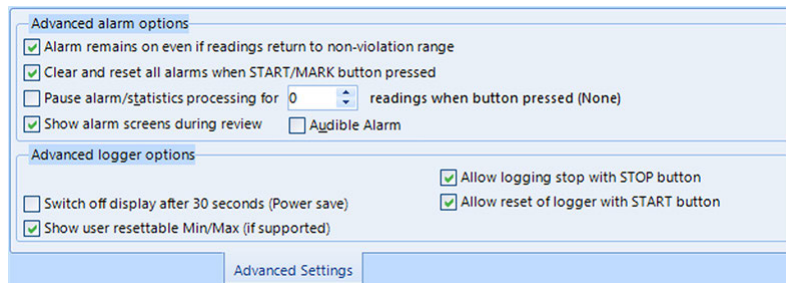 Advanced alarm options
Alarm remains on even if readings return to non-violation range
Clear and reset all alarms when START/MARK button pressed
Pause alarm/statistics processing for 0 readings when button pressed (None)
Show alarm screens during review Audible Alarm
Advanced logger options
Allow logging stop with STOP button
Switch off display after 30 seconds (Power save) Allow reset of logger with START button
Show user resettable Min/Max (if supported)
Advanced Settings